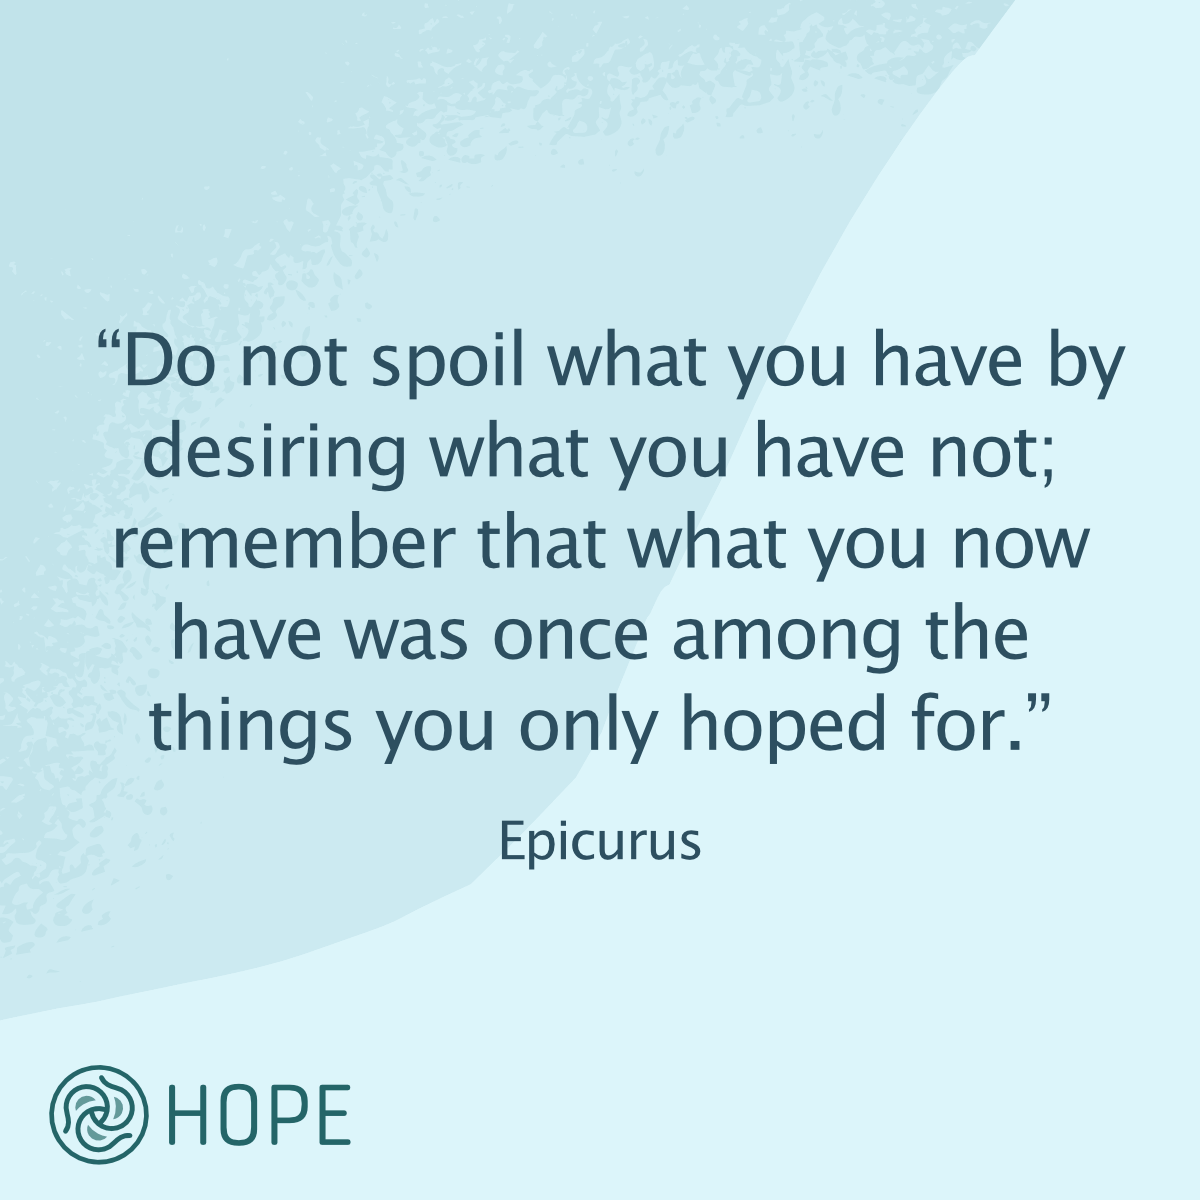 “Do not spoil what you have by
desiring what you have not;
remember that what you now
have was once among the
things you only hoped for.”
Epicurus
HOPE